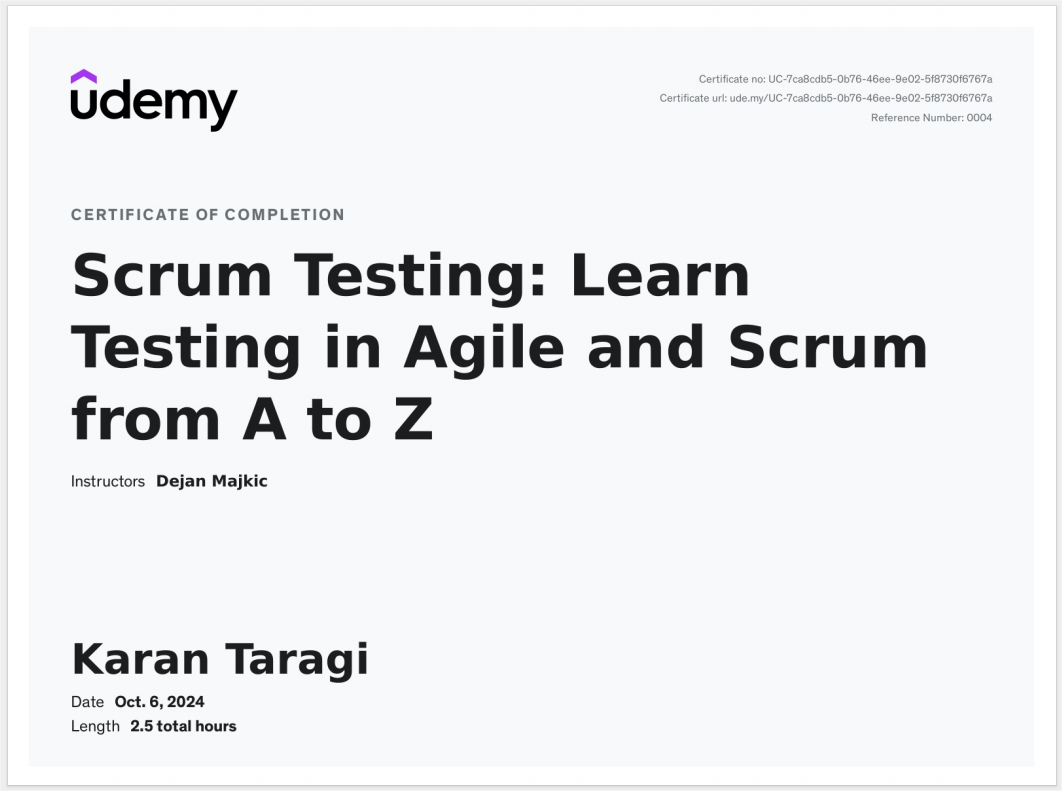 udemy
Certificate no: UC-7ca8cdb5-0b76-46ee-9e02-5f8730f6767a
Certificate url: ude.my/UC-7ca8cdb5-0b76-46ee-9e02-5f8730f6767a
Reference Number: 0004
CERTIFICATE OF COMPLETION
Scrum Testing: Learn
Testing in Agile and Scrum
from A to Z
Instructors Dejan Majkic
Karan Taragi
Date Oct. 6, 2024
Length 2.5 total hours